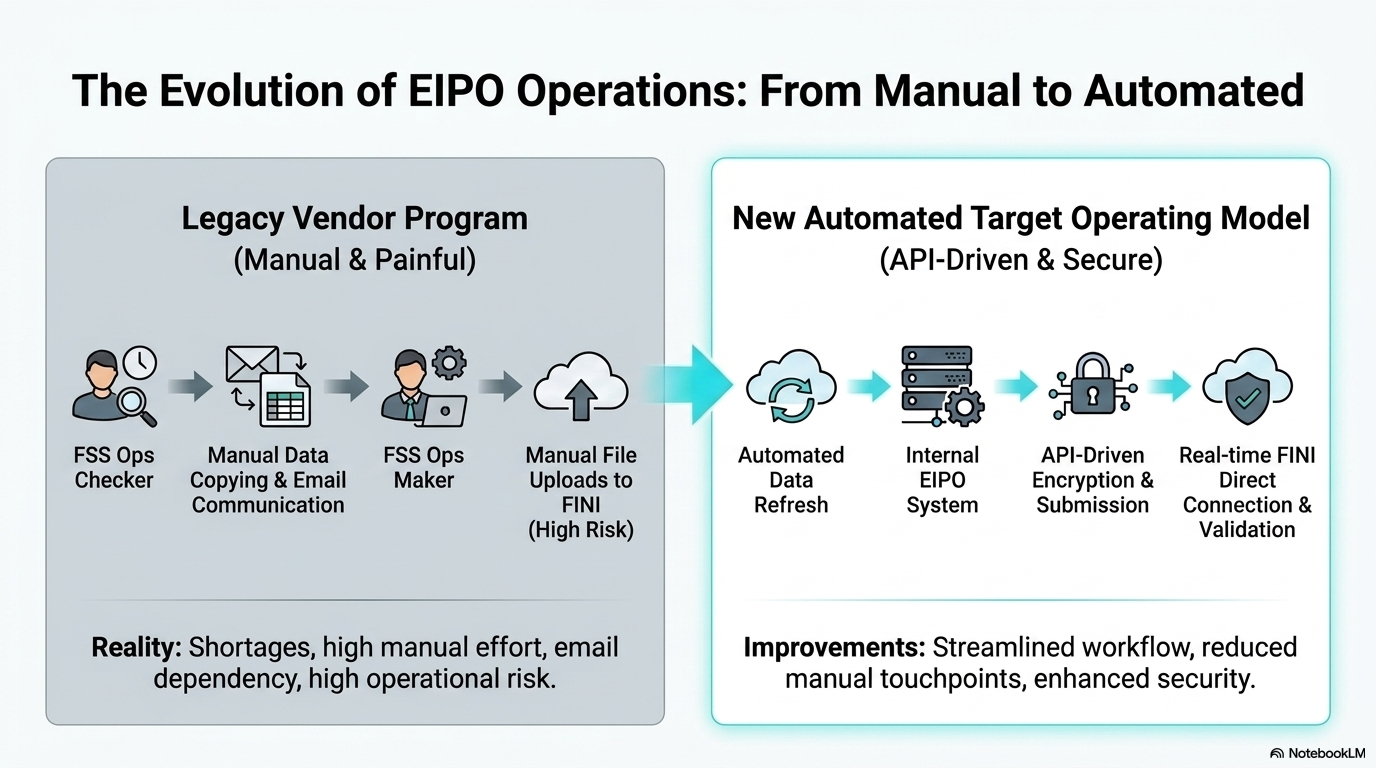 The Evolution of EIPO Operations: From Manual to Automated
Legacy Vendor Program
(Manual & Painful)
FSS Ops
Checker
Manual Data
Copying & Email
Communication
FSS Ops
Maker
Manual File
Uploads to
FINI
(High Risk)
Reality: Shortages, high manual effort, email
dependency, high operational risk.
New Automated Target Operating Model
(API-Driven & Secure)
Automated
Data
Refresh
Internal
EIPO
System
API-Driven
Encryption &
Submission
Real-time FINI
Direct
Connection &
Validation
Improvements: Streamlined workflow, reduced
manual touchpoints, enhanced security.
NotebookLM